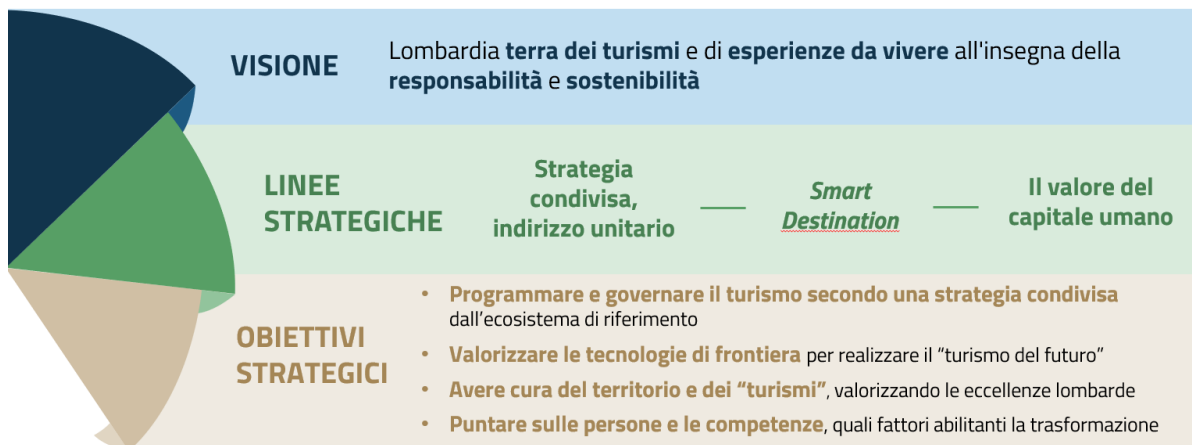 VISIONE
Lombardia terra dei turismi e di esperienze da vivere all'insegna della
responsabilità e sostenibilità
LINEE
STRATEGICHE
Strategia
condivisa,
indirizzo unitario
Smart
Destination
Il valore del
capitale umano
OBIETTIVI
STRATEGICI
• Programmare e governare il turismo secondo una strategia condivisa
dall’ecosistema di riferimento
• Valorizzare le tecnologie di frontiera per realizzare il “turismo del futuro”
• Avere cura del territorio e dei “turismi”, valorizzando le eccellenze lombarde
• Puntare sulle persone e le competenze, quali fattori abilitanti la trasformazione